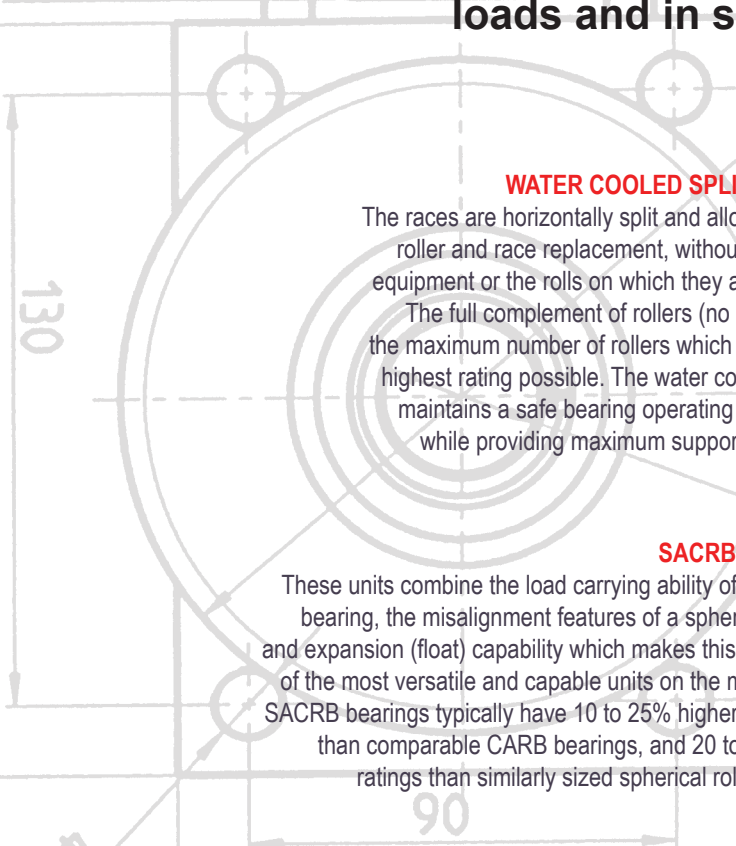 loads and in s
WATER COOLED SPL
The races are horizontally split and allo
roller and race replacement, withou
equipment or the rolls on which they a
The full complement of rollers (no
the maximum number of rollers which
highest rating possible. The water co
maintains a safe bearing operating
while providing maximum suppor
130
SACRB
These units combine the load carrying ability of
bearing, the misalignment features of a spher
and expansion (float) capability which makes this
of the most versatile and capable units on the m
SACRB bearings typically have 10 to 25% higher
than comparable CARB bearings, and 20 to
ratings than similarly sized spherical rol
90